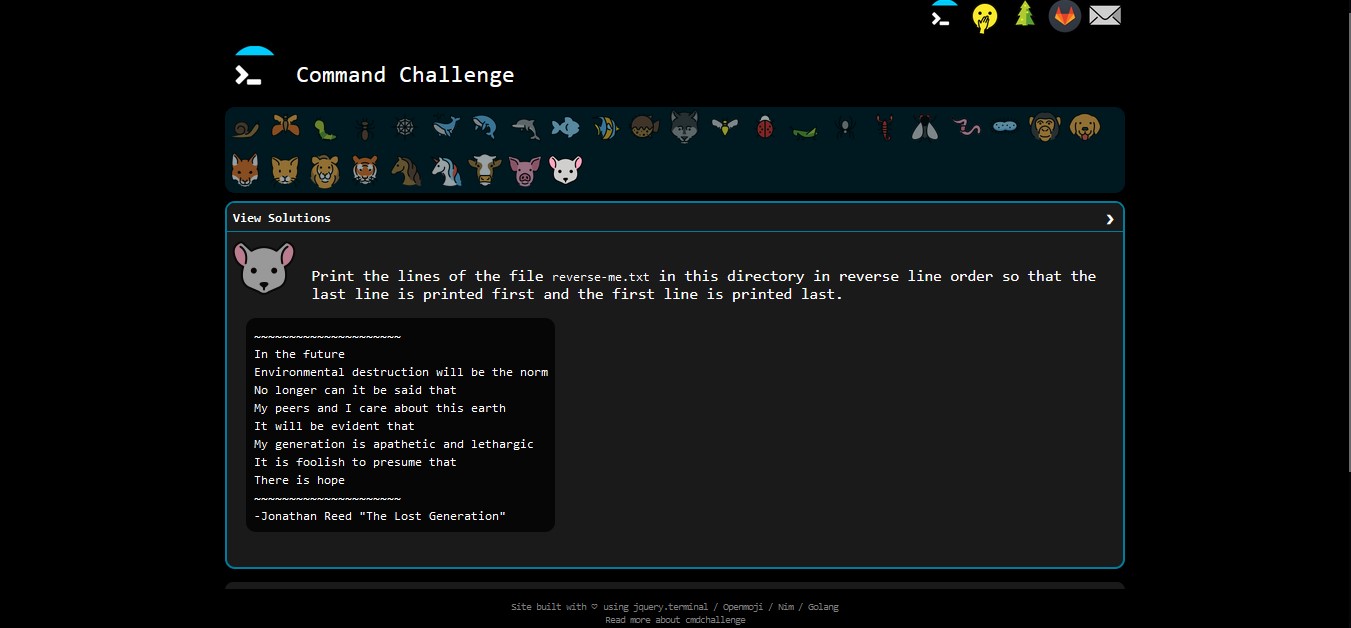 Command Challenge
View Solutions
Print the lines of the file reverse-me.txt in this directory in reverse line order so that the
last line is printed first and the first line is printed last.
~~~~~~~~~~~~~~~~~~~~~
In the future
Environmental destruction will be the norm
No longer can it be said that
My peers and I care about this earth
It will be evident that
My generation is apathetic and lethargic
It is foolish to presume that
There is hope
~~~~~~~~~~~~~~~~~~~~~
-Jonathan Reed "The Lost Generation"
Site built with ♡ using jquery.terminal / Openmoji / Nim / Golang
Read more about cmdchallenge